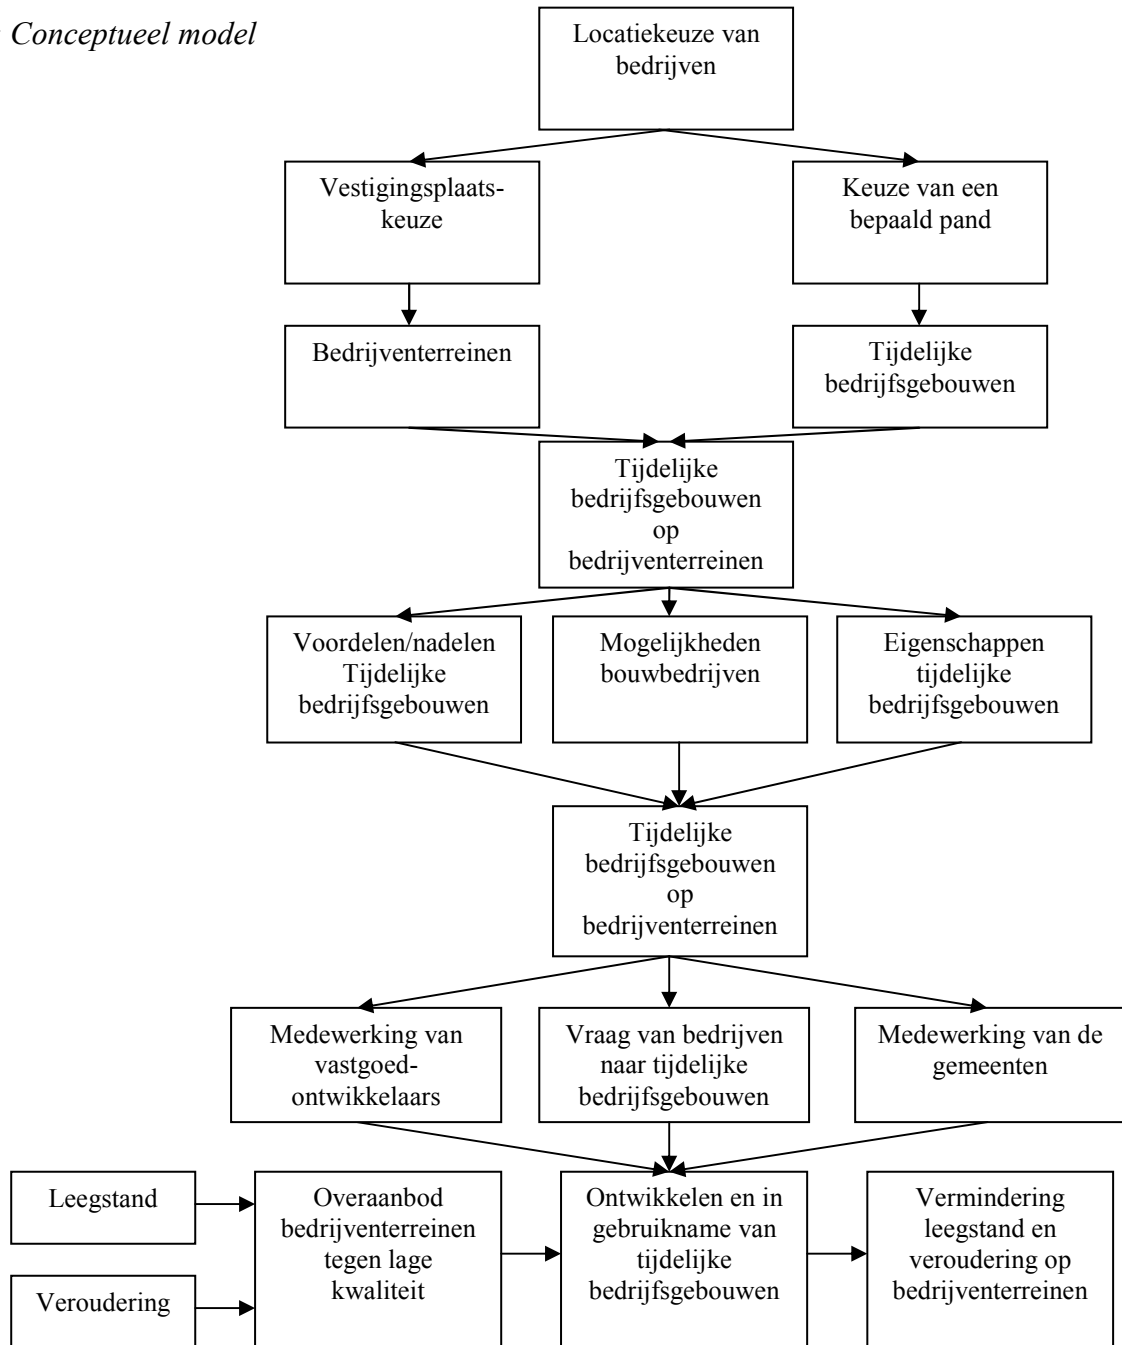 : Conceptueel model
Locatiekeuze van
bedrijven
Vestigingsplaats-
keuze
Keuze van een
bepaald pand
Bedrijventerreinen
Tijdelijke
bedrijfsgebouwen
Tijdelijke
bedrijfsgebouwen
op
bedrijventerreinen
Voordelen/nadelen
Tijdelijke
bedrijfsgebouwen
Mogelijkheden
bouwbedrijven
Eigenschappen
tijdelijke
bedrijfsgebouwen
Tijdelijke
bedrijfsgebouwen
op
bedrijventerreinen
Medewerking van
vastgoed-
ontwikkelaars
Vraag van bedrijven
naar tijdelijke
bedrijfsgebouwen
Medewerking van de
gemeenten
Leegstand
Veroudering
Overaanbod
bedrijventerreinen
tegen lage
kwaliteit
Ontwikkelen en in
gebruikname van
tijdelijke
bedrijfsgebouwen
Vermindering
leegstand en
veroudering op
bedrijventerreinen